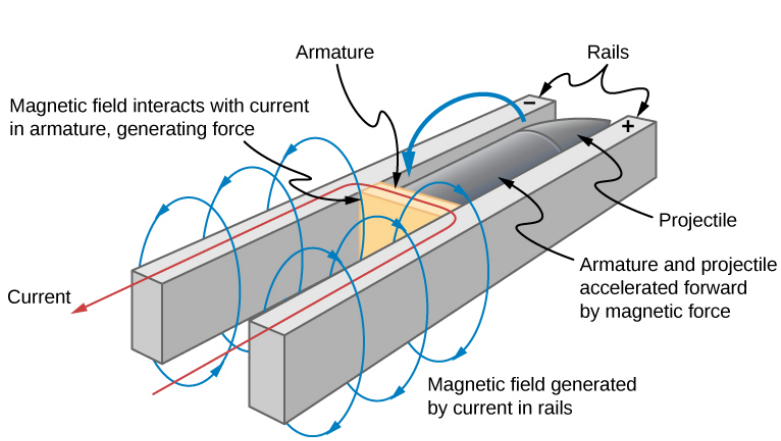 Armature
Rails
Magnetic field interacts with current
in armature, generating force
−
+
Projectile
Armature and projectile
accelerated forward
by magnetic force
Current
Magnetic field generated
by current in rails